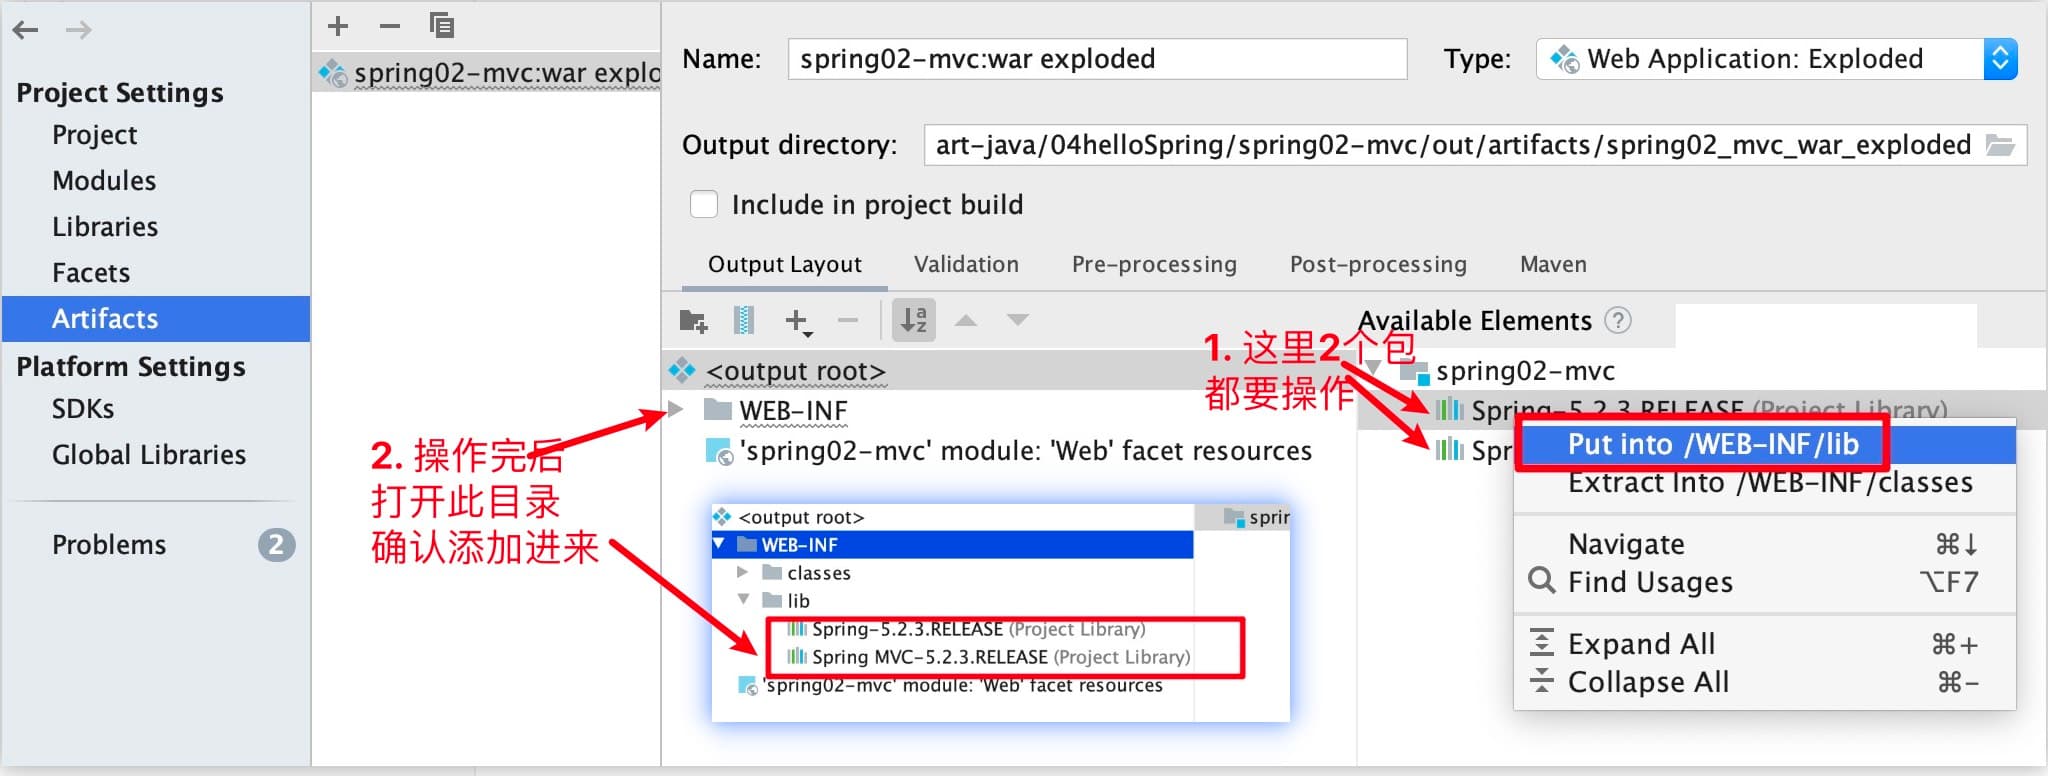 Project Settings
Project
Modules
Libraries
Facets
Artifacts
Platform Settings
SDKs
Global Libraries
Problems
2
spring02-mvc:war explo
Name:
spring02-mvc:war exploded
Type:
Web Application: Exploded
Output directory:
art-java/04helloSpring/spring02-mvc/out/artifacts/spring02_mvc_war_exploded
Include in project build
Output Layout
Validation
Pre-processing
Post-processing
Maven
Available Elements ?
<output root>
WEB-INF
'spring02-mvc' module: 'Web' facet resources
1. 这里2个包
都要操作
2. 操作完后
打开此目录
确认添加进来
<output root>
WEB-INF
classes
lib
Spring-5.2.3.RELEASE (Project Library)
Spring MVC-5.2.3.RELEASE (Project Library)
'spring02-mvc' module: 'Web' facet resources
sprin
spring02-mvc
Spring-5.2.3.RELEASE (Project Library)
Spr
Put into /WEB-INF/lib
Extract Into /WEB-INF/classes
Navigate ⌘↓
Find Usages ⌥F7
Expand All ⌘+
Collapse All ⌘-